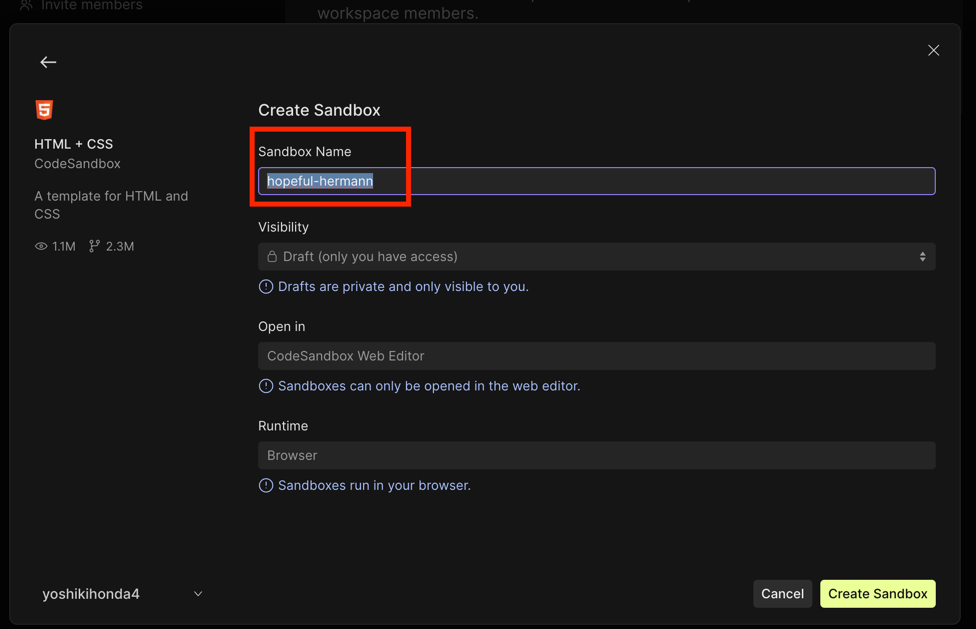 Invite members
workspace members.
HTML + CSS
CodeSandbox
A template for HTML and
CSS
1.1M 2.3M
Create Sandbox
Sandbox Name
hopeful-hermann
Visibility
Draft (only you have access)
Drafts are private and only visible to you.
Open in
CodeSandbox Web Editor
Sandboxes can only be opened in the web editor.
Runtime
Browser
Sandboxes run in your browser.
yoshikihonda4
Cancel
Create Sandbox